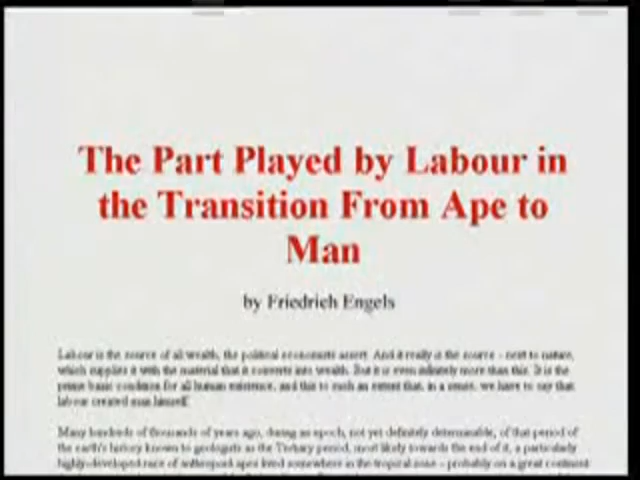 The Part Played by Labour in
the Transition From Ape to
Man
by Friedrich Engels
Labour is the source of all wealth, the political economists assert. And it really is the source - next to nature,
which supplies it with the material that it converts into wealth. But it is even infinitely more than this. It is the
prime basic condition for all human existence, and this to such an extent that, in a sense, we have to say that
labour created man himself.
Many hundreds of thousands of years ago, during an epoch, not yet definitely determinable, of that period of
the earth's history known to geologists as the Tertiary period, most likely towards the end of it, a particularly
highly-developed race of anthropoid apes lived somewhere in the tropical zone - probably on a great continent